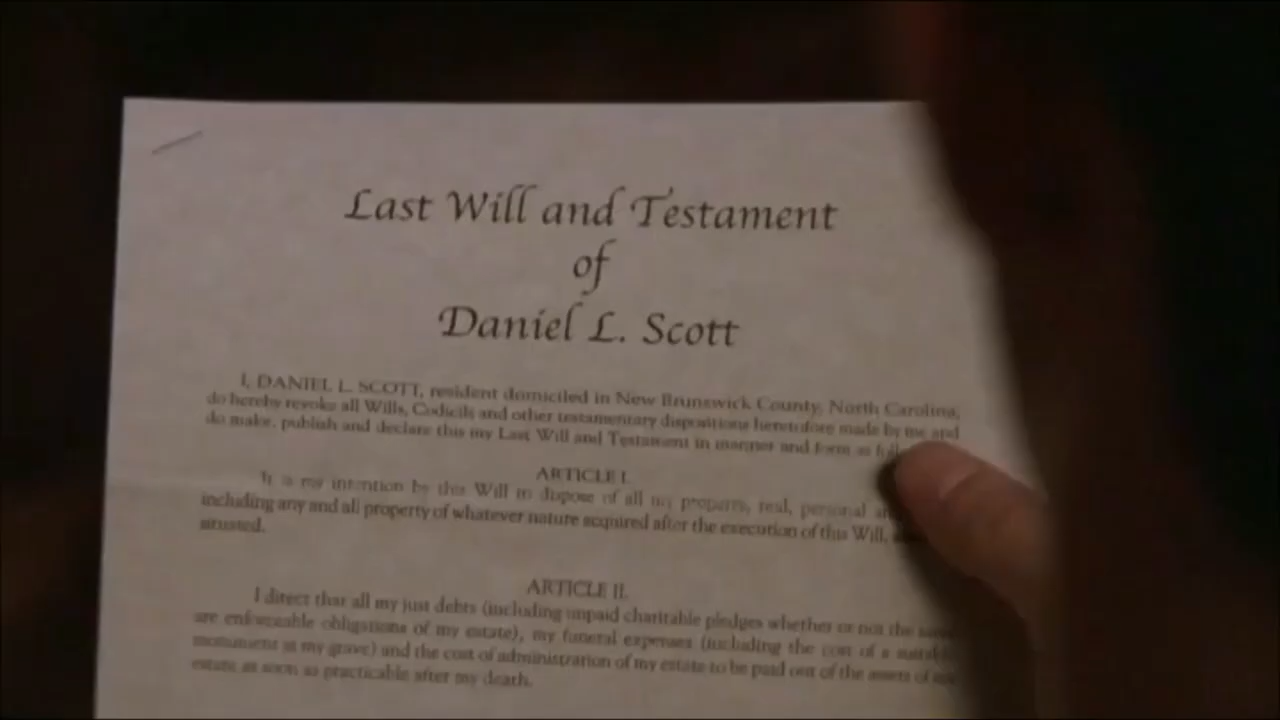 Last Will and Testament
of
Daniel L. Scott
I, DANIEL L. SCOTT, resident domiciled in New Brunswick County, North Carolina,
do hereby revoke all Wills, Codicils and other testamentary dispositions heretofore made by me and
do make, publish and declare this my Last Will and Testament in manner and form as
ARTICLE I.
It is my intention by this Will to dispose of all my property, real, personal
including any and all property of whatever nature acquired after the execution of this Will,
situated.
ARTICLE II.
I direct that all my just debts (including unpaid charitable pledges whether or not the same
are enforceable obligations of my estate), my funeral expenses (including the cost of a suitable
monument at my grave) and the cost of administration of my estate to be paid out of the assets of my
estate as soon as practicable after my death.